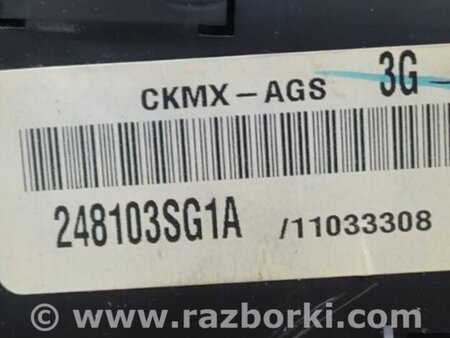 CKMX-AGS 3G-
248103SG1A /11033308
© www.razborki.com